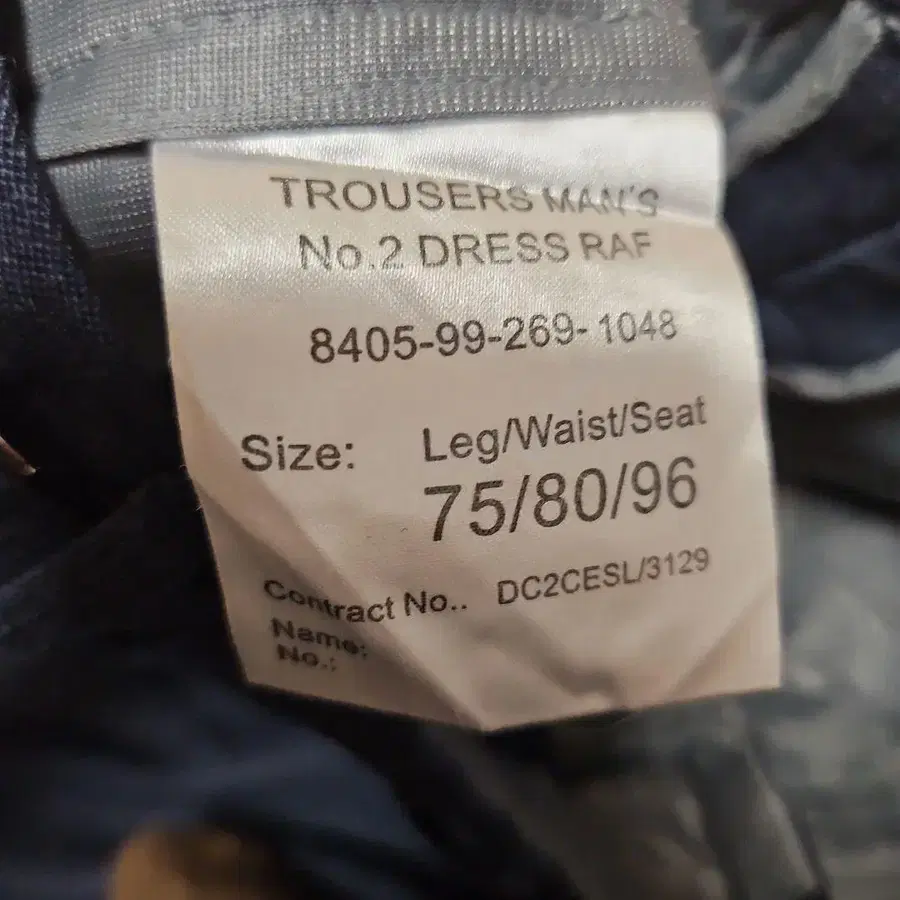 TROUSERS MAN'S
No.2 DRESS RAF
8405-99-269-1048
Size: Leg/Waist/Seat
75/80/96
Contract No.. DC2CESL/3129
Name:
No.: